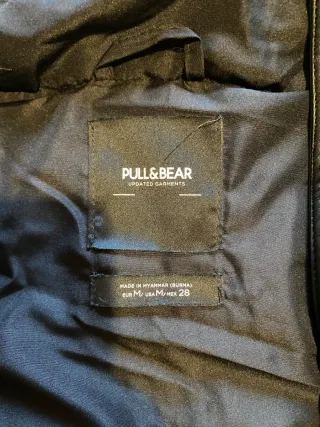 PULL&BEAR
UPDATED GARMENTS
MADE IN MYANMAR (BURMA)
EUR M/ USA M/ MEX 28